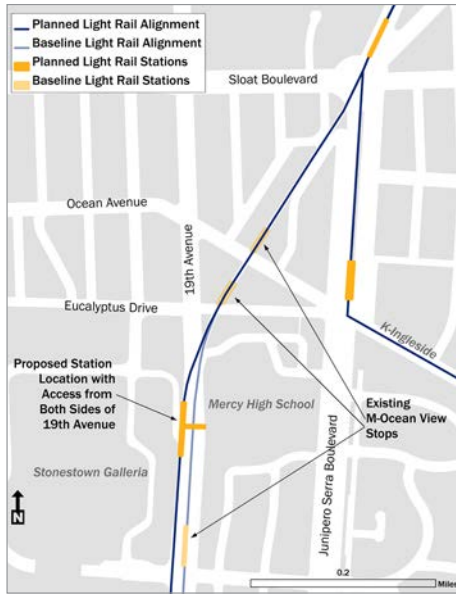 Planned Light Rail Alignment
Baseline Light Rail Alignment
Planned Light Rail Stations
Baseline Light Rail Stations
Sloat Boulevard
Ocean Avenue
19th Avenue
Eucalyptus Drive
K-Ingleside
Proposed Station
Location with
Access from
Both Sides of
19th Avenue
Mercy High School
Existing
M-Ocean View
Stops
Stonestown Galleria
Junipero Serra Boulevard
N
0.2
Miles